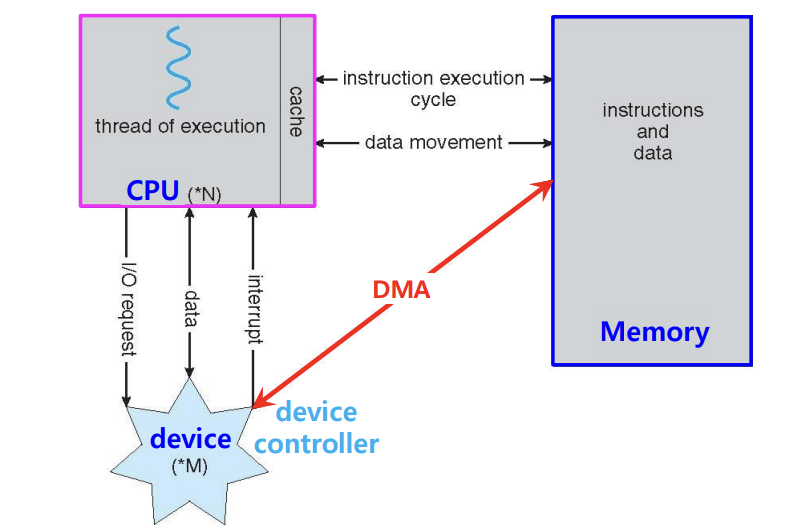 thread of execution
cache
CPU (*N)
instruction execution
cycle
data movement
instructions
and
data
Memory
I/O request
data
interrupt
DMA
device
controller
device
(*M)